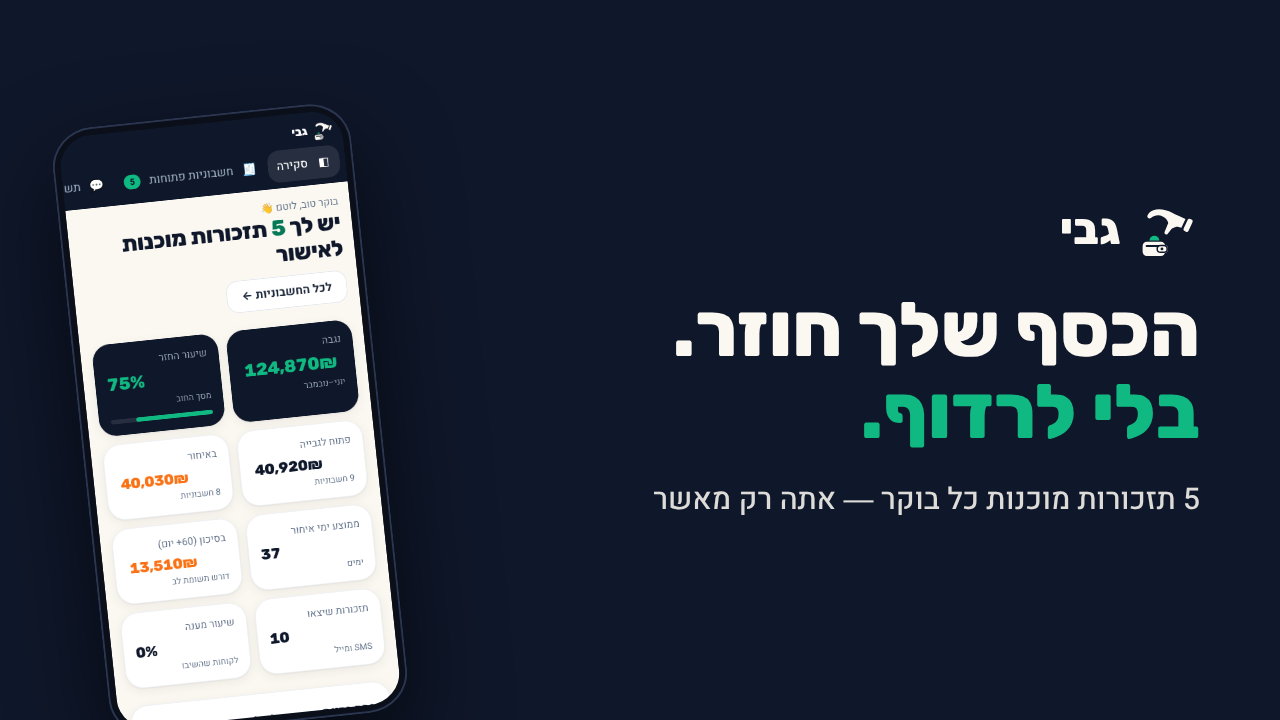 גבי
הכסף שלך חוזר.
בלי לרדוף.
5 תזכורות מוכנות כל בוקר — אתה רק מאשר
גבי
סקירה
חשבוניות פתוחות 5
תש
בוקר טוב, לוטם 👋
יש לך 5 תזכורות מוכנות
לאישור
לכל החשבוניות ←
נגבה
124,870₪
יוני–נובמבר
שיעור החזר
75%
מסך החוב
פתוח לגבייה
40,920₪
9 חשבוניות
באיחור
40,030₪
8 חשבוניות
ממוצע ימי איחור
37
ימים
בסיכון (60+ יום)
13,510₪
דורש תשומת לב
תזכורות שיצאו
10
SMS ומייל
שיעור מענה
0%
לקוחות שהשיבו